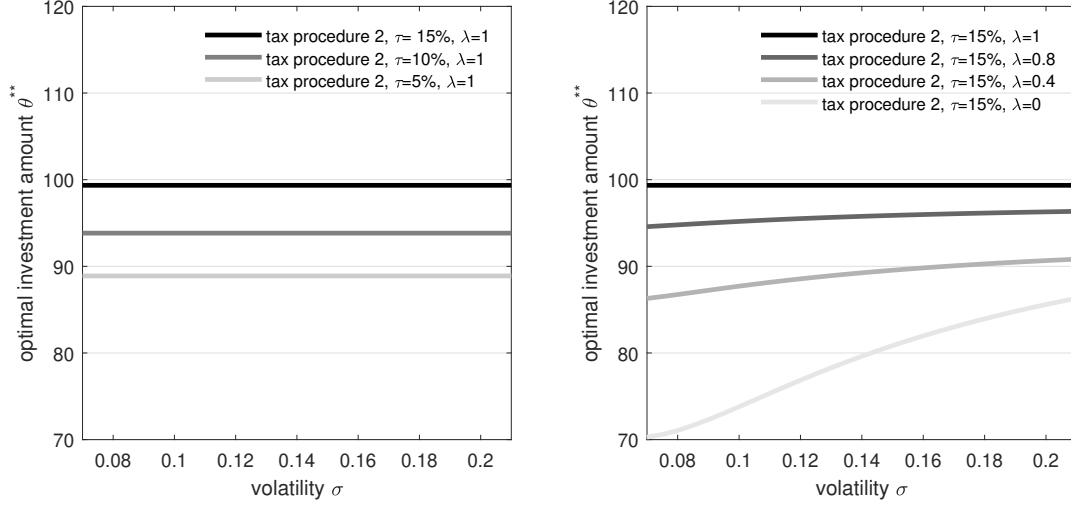 120
110
100
90
80
70
optimal investment amount θ**
tax procedure 2, τ= 15%, λ=1
tax procedure 2, τ=10%, λ=1
tax procedure 2, τ=5%, λ=1
0.08 0.1 0.12 0.14 0.16 0.18 0.2
volatility σ
120
110
100
90
80
70
optimal investment amount θ**
tax procedure 2, τ=15%, λ=1
tax procedure 2, τ=15%, λ=0.8
tax procedure 2, τ=15%, λ=0.4
tax procedure 2, τ=15%, λ=0
0.08 0.1 0.12 0.14 0.16 0.18 0.2
volatility σ